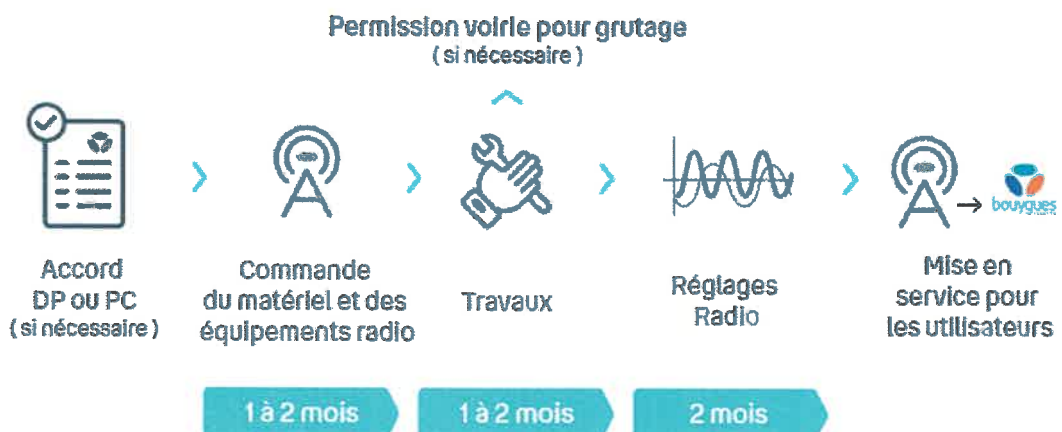 Permission voirie pour grutage
( si nécessaire )
Accord
DP ou PC
( si nécessaire )
Commande
du matériel et des
équipements radio
Travaux
Réglages
Radio
bouygues
Mise en
service pour
les utilisateurs
1 à 2 mois
1 à 2 mois
2 mois